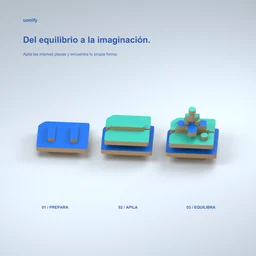 uomify
Del equilibrio a la imaginación.
Apila las mismas piezas y encuentra tu propia forma.
01 / PREPARA
02 / APILA
03 / EQUILIBRA